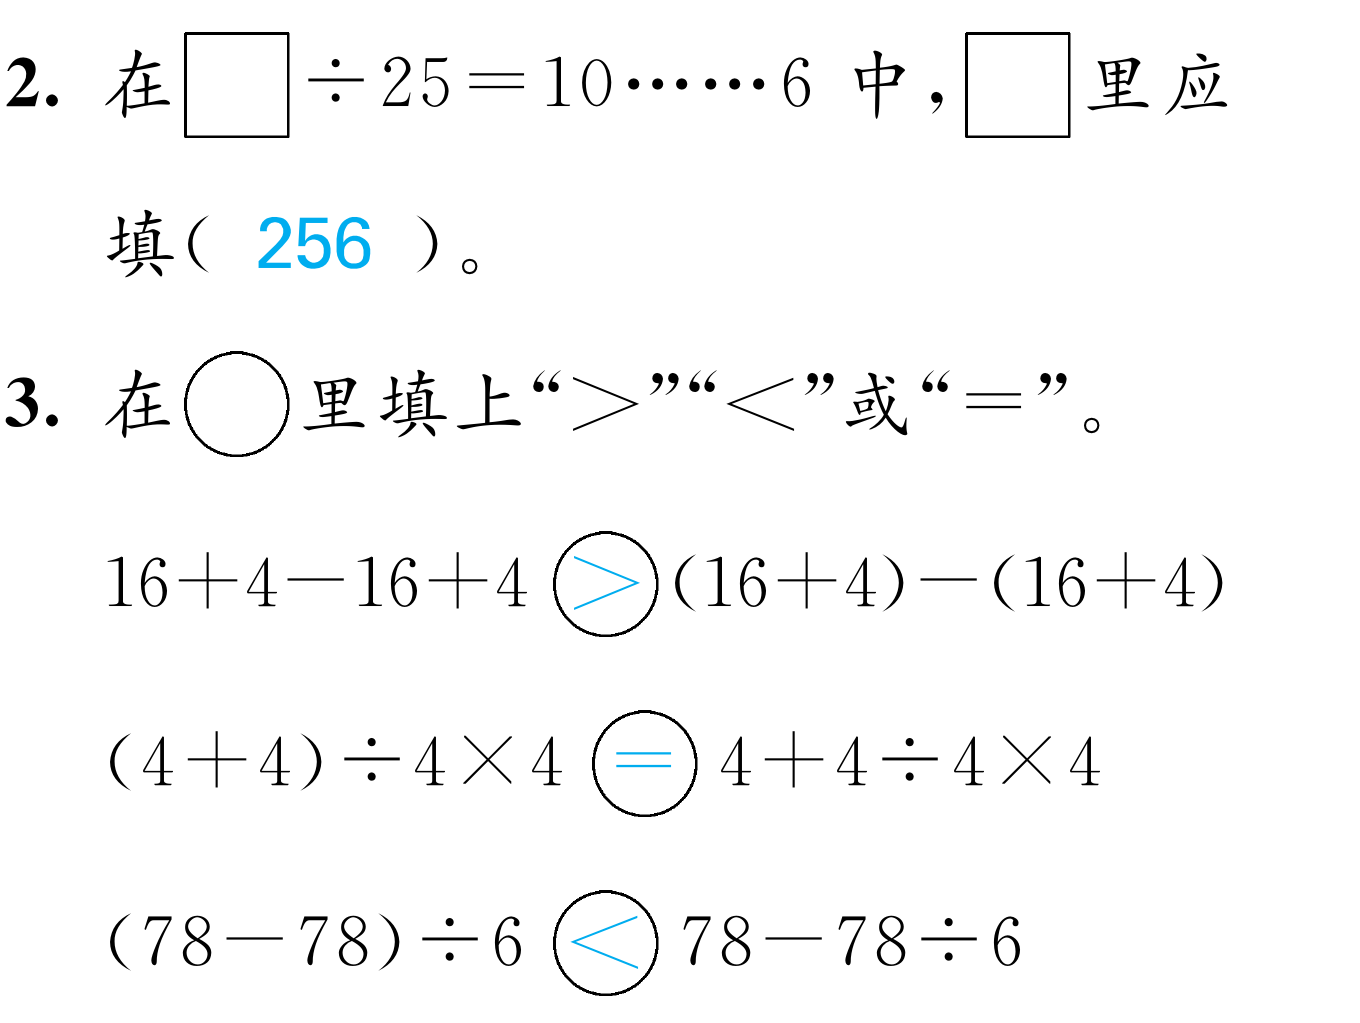 2. 在□÷25=10……6 中,□里应
填( 256 )。
3. 在○里填上“>”“<”或“=”。
16+4-16+4 > (16+4)-(16+4)
(4+4)÷4×4 = 4+4÷4×4
(78-78)÷6 < 78-78÷6